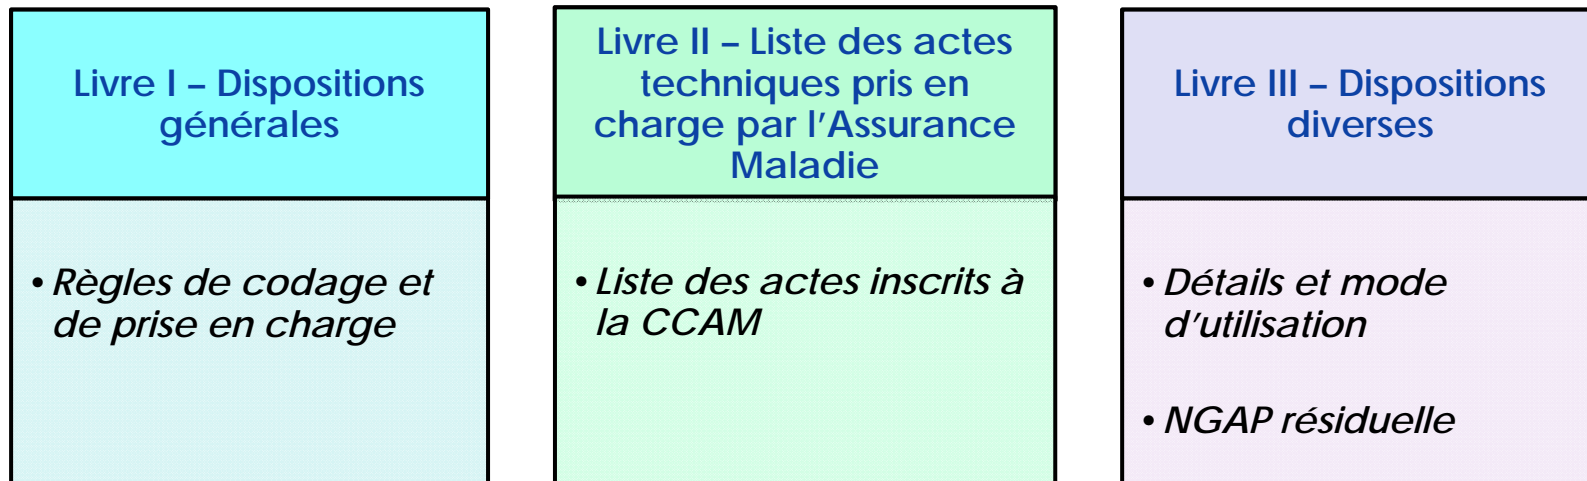 Livre I – Dispositions
générales
• Règles de codage et
de prise en charge
Livre II – Liste des actes
techniques pris en
charge par l'Assurance
Maladie
• Liste des actes inscrits à
la CCAM
Livre III – Dispositions
diverses
• Détails et mode
d'utilisation
• NGAP résiduelle